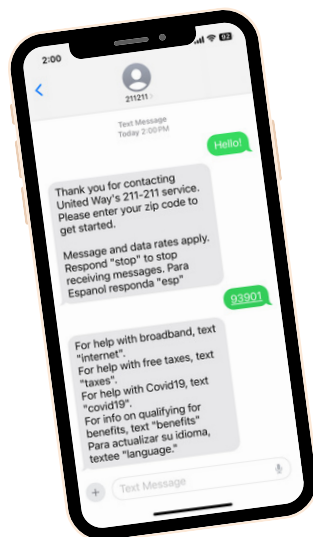 2:00
92
211211
Text Message
Today 2:00PM
Hello!
Thank you for contacting
United Way's 211-211 service.
Please enter your zip code to
get started.
Message and data rates apply.
Respond "stop" to stop
receiving messages. Para
Espanol responda "esp"
93901
For help with broadband, text
"internet".
For help with free taxes, text
"taxes".
For help with Covid19, text
"covid19".
For info on qualifying for
benefits, text "benefits"
Para actualizar su idioma,
textee "language."
Text Message